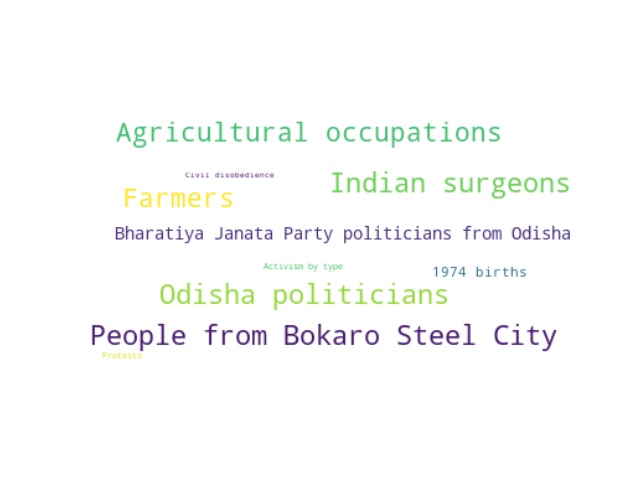 Agricultural occupations
Civil disobedience
Indian surgeons
Farmers
Bharatiya Janata Party politicians from Odisha
Activism by type
1974 births
Odisha politicians
People from Bokaro Steel City
Protests